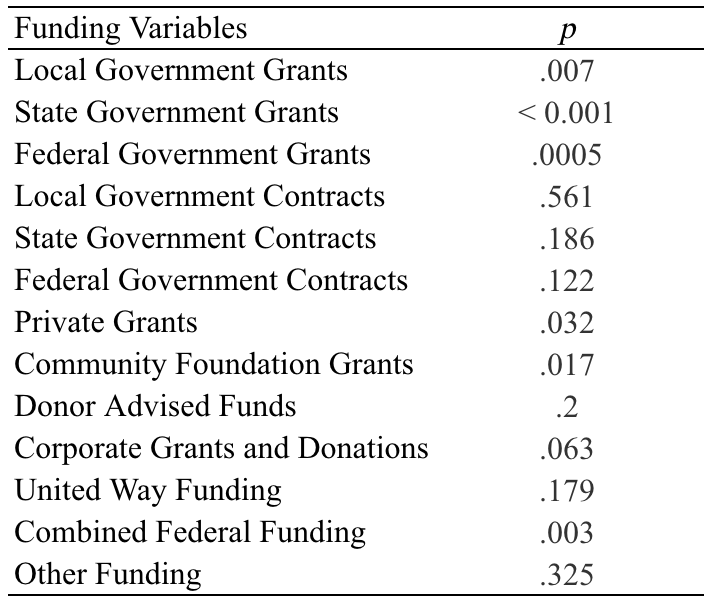 Funding Variables p
Local Government Grants .007
State Government Grants < 0.001
Federal Government Grants .0005
Local Government Contracts .561
State Government Contracts .186
Federal Government Contracts .122
Private Grants .032
Community Foundation Grants .017
Donor Advised Funds .2
Corporate Grants and Donations .063
United Way Funding .179
Combined Federal Funding .003
Other Funding .325